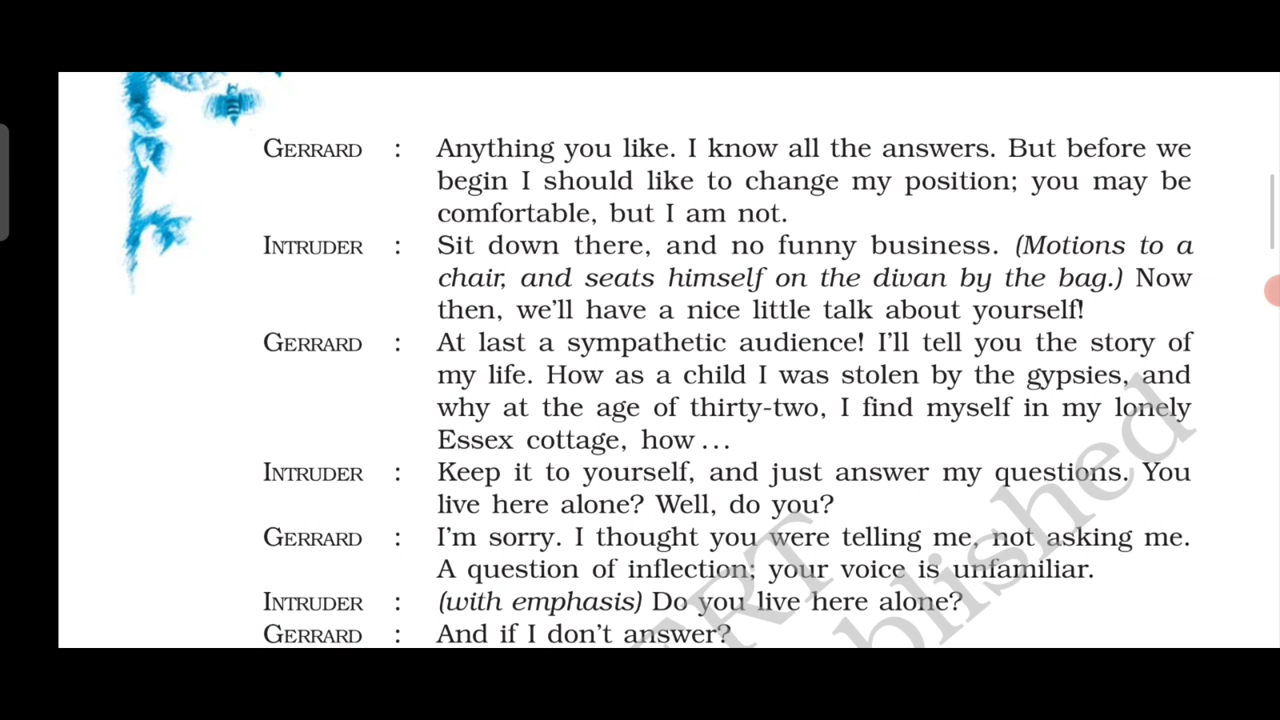 GERRARD : Anything you like. I know all the answers. But before we
begin I should like to change my position; you may be
comfortable, but I am not.
INTRUDER : Sit down there, and no funny business. (Motions to a
chair, and seats himself on the divan by the bag.) Now
then, we'll have a nice little talk about yourself!
GERRARD : At last a sympathetic audience! I'll tell you the story of
my life. How as a child I was stolen by the gypsies, and
why at the age of thirty-two, I find myself in my lonely
Essex cottage, how ...
INTRUDER : Keep it to yourself, and just answer my questions. You
live here alone? Well, do you?
GERRARD : I'm sorry. I thought you were telling me, not asking me.
A question of inflection; your voice is unfamiliar.
INTRUDER : (with emphasis) Do you live here alone?
GERRARD : And if I don't answer?